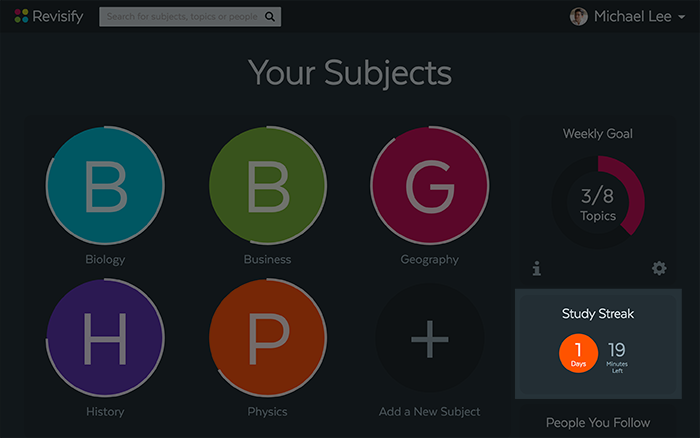 Revisify
Search for subjects, topics or people
Michael Lee
Your Subjects
B
Biology
B
Business
G
Geography
H
History
P
Physics
+
Add a New Subject
Weekly Goal
3/8
Topics
i
Study Streak
1
Days
19
Minutes
Left
People You Follow